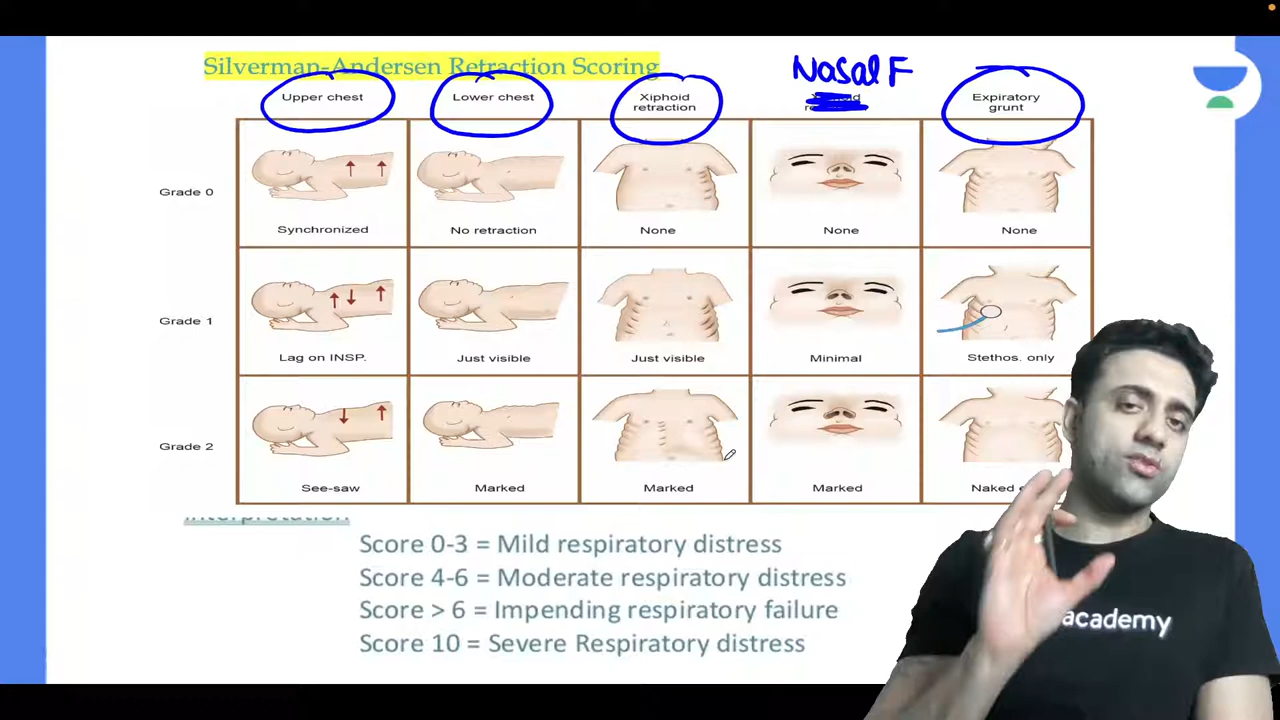 Silverman-Andersen Retraction Scoring
Nasal F
Upper chest
Lower chest
Xiphoid
retraction
Expiratory
grunt
Grade 0
Synchronized
No retraction
None
None
None
Grade 1
Lag on INSP.
Just visible
Just visible
Minimal
Stethos. only
Grade 2
See-saw
Marked
Marked
Marked
Naked
Interpretation
Score 0-3 = Mild respiratory distress
Score 4-6 = Moderate respiratory distress
Score > 6 = Impending respiratory failure
Score 10 = Severe Respiratory distress
academy